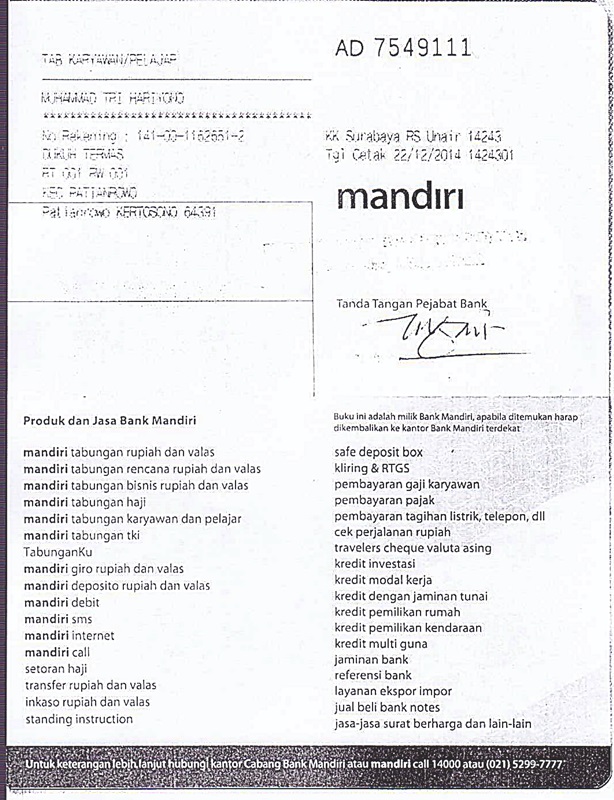 AD 7549111
TAB KARYAWAN/PELAJAR
MUHAMMAD TRI HARIYONO
****************************************
No Rekening : 141-00-1162551-2
DUKUH TERMAS
RT 001 RW 001
KEC PATIANROWO
Patianrowo KERTOSONO 64391
KK Surabaya RS Unair 14243
Tgl Cetak 22/12/2014 1424301
mandırı
Tanda Tangan Pejabat Bank
Produk dan Jasa Bank Mandiri
mandiri tabungan rupiah dan valas
mandiri tabungan rencana rupiah dan valas
mandiri tabungan bisnis rupiah dan valas
mandiri tabungan haji
mandiri tabungan karyawan dan pelajar
mandiri tabungan tki
TabunganKu
mandiri giro rupiah dan valas
mandiri deposito rupiah dan valas
mandiri debit
mandiri sms
mandiri internet
mandiri call
setoran haji
transfer rupiah dan valas
inkaso rupiah dan valas
standing instruction
Buku ini adalah milik Bank Mandiri, apabila ditemukan harap
dikembalikan ke kantor Bank Mandiri terdekat
safe deposit box
kliring & RTGS
pembayaran gaji karyawan
pembayaran pajak
pembayaran tagihan listrik, telepon, dll
cek perjalanan rupiah
travelers cheque valuta asing
kredit investasi
kredit modal kerja
kredit dengan jaminan tunai
kredit pemilikan rumah
kredit pemilikan kendaraan
kredit multi guna
jaminan bank
referensi bank
layanan ekspor impor
jual beli bank notes
jasa-jasa surat berharga dan lain-lain
Untuk keterangan lebih lanjut hubungi kantor Cabang Bank Mandiri atau mandiri call 14000 atau (021) 5299-7777